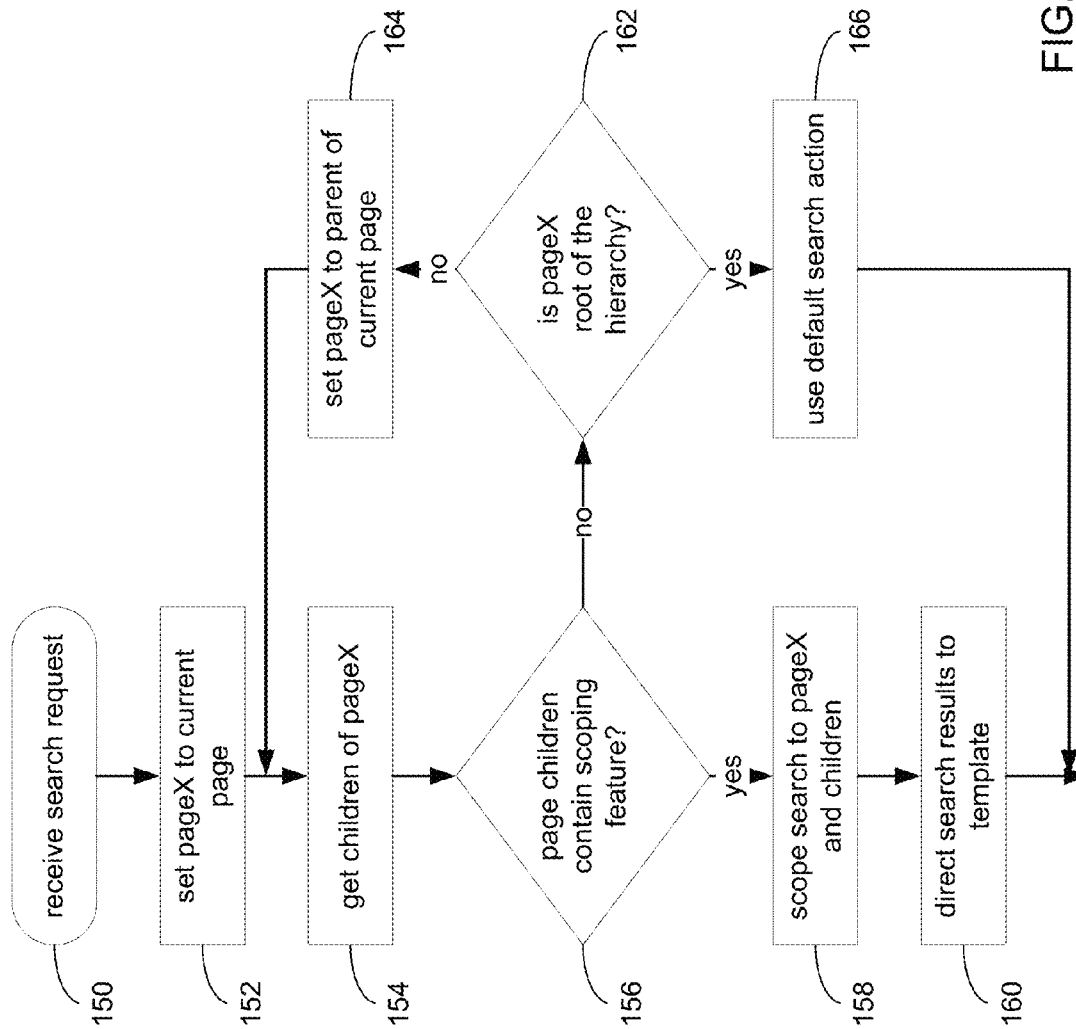 receive search request
150
set pageX to current
page
152
get children of pageX
154
page children
contain scoping
feature?
156
no
yes
scope search to pageX
and children
158
direct search results to
template
160
set pageX to parent of
current page
164
no
is pageX
root of the
hierarchy?
162
yes
use default search action
166
FIG.